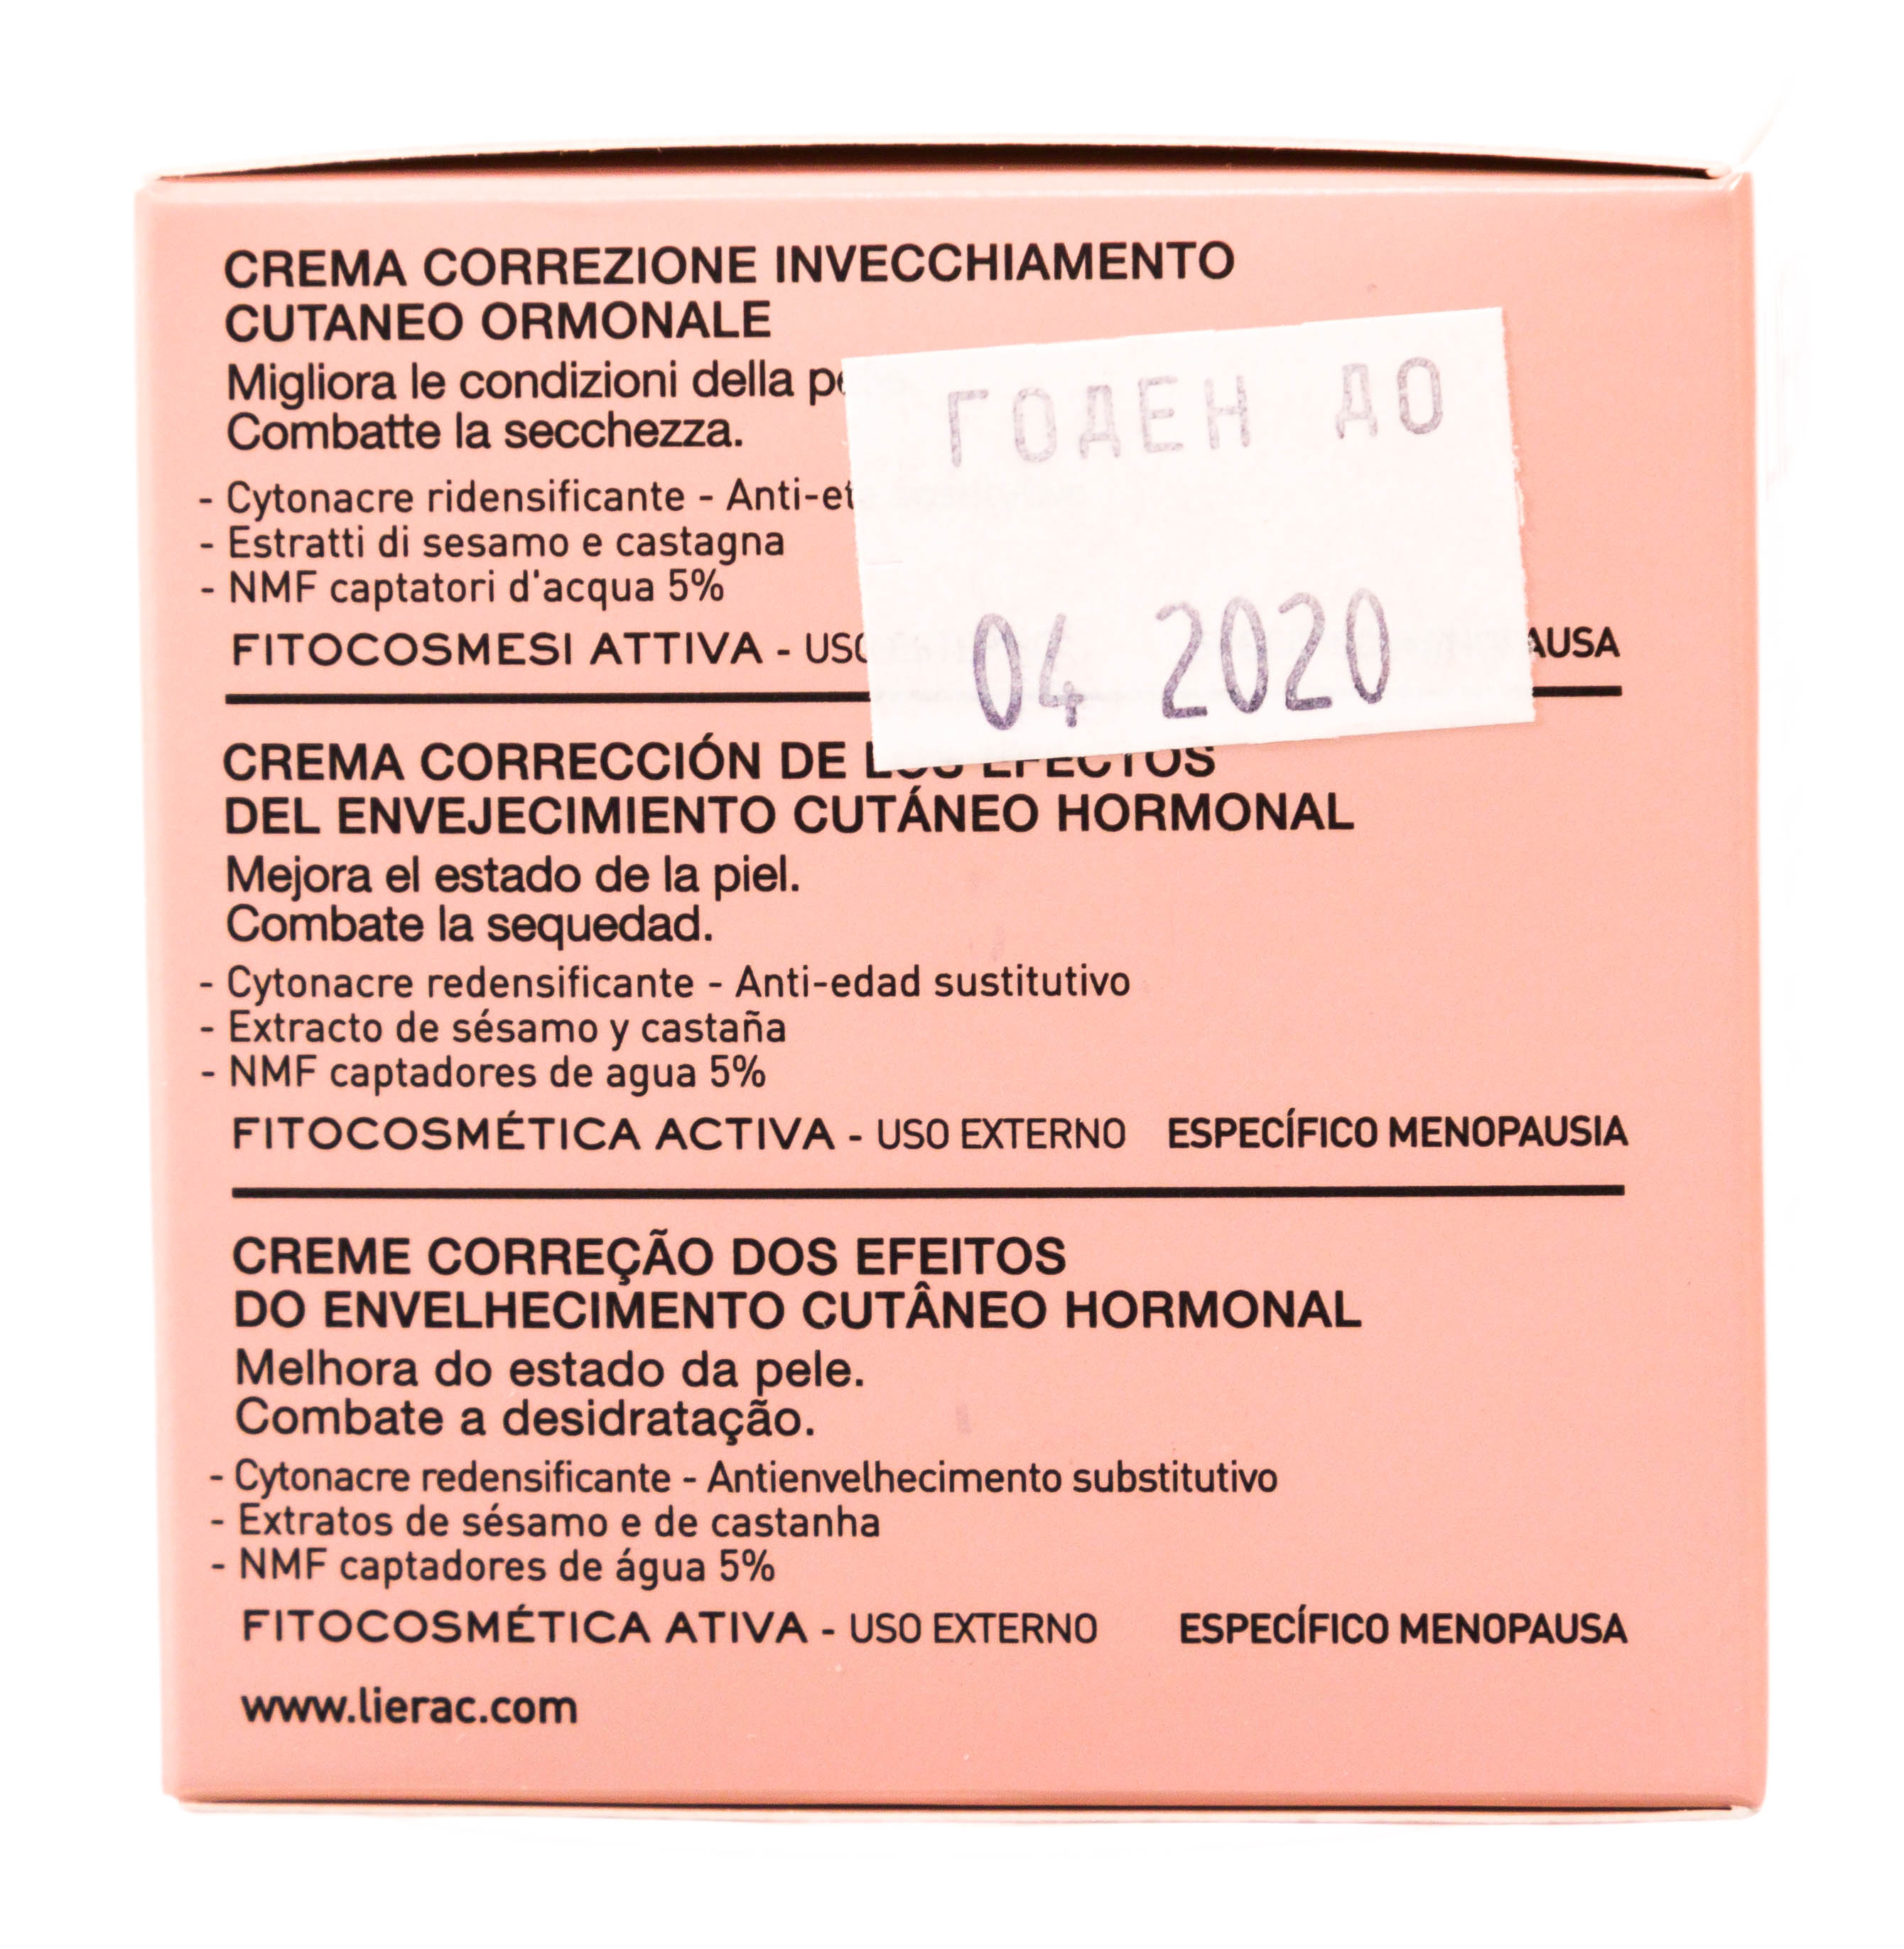 CREMA CORREZIONE INVECCHIAMENTO
CUTANEO ORMONALE
Migliora le condizioni della
Combatte la secchezza.
- Cytonacre ridensificante -
- Estratti di sesamo e castagna
- NMF captatori d'acqua 5%
FITOCOSMESI ATTIVA -
ГОДЕН ДО
04 2020
CREMA CORRECCIÓN DE LOS EFECTOS
DEL ENVEJECIMIENTO CUTÁNEO HORMONAL
Mejora el estado de la piel.
Combate la sequedad.
- Cytonacre redensificante - Anti-edad sustitutivo
- Extracto de sésamo y castaña
- NMF captadores de agua 5%
FITOCOSMÉTICA ACTIVA - USO EXTERNO ESPECÍFICO MENOPAUSIA
CREME CORREÇÃO DOS EFEITOS
DO ENVELHECIMENTO CUTÂNEO HORMONAL
Melhora do estado da pele.
Combate a desidratação.
- Cytonacre redensificante - Antienvelhecimento substitutivo
- Extratos de sésamo e de castanha
- NMF captadores de água 5%
FITOCOSMÉTICA ATIVA - USO EXTERNO ESPECÍFICO MENOPAUSA
www.lierac.com